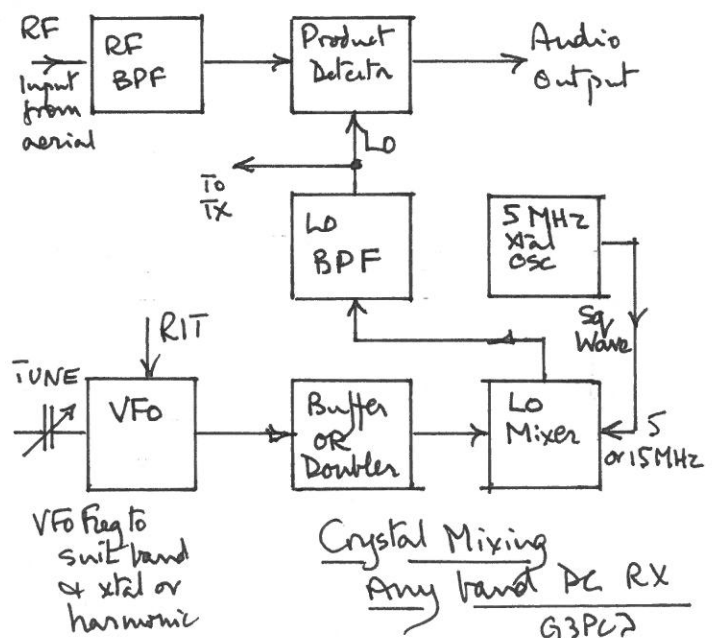 RF
Input
from
aerial
RF
BPF
Product
Detector
Audio
Output
LO
To
TX
LO
BPF
5 MHz
Xtal
OSC
Sq
Wave
RIT
TUNE
VFO
Buffer
OR
Doubler
LO
Mixer
5
or 15 MHz
VFO Freq to
suit band
& xtal or
harmonic
Crystal Mixing
Any band DC RX